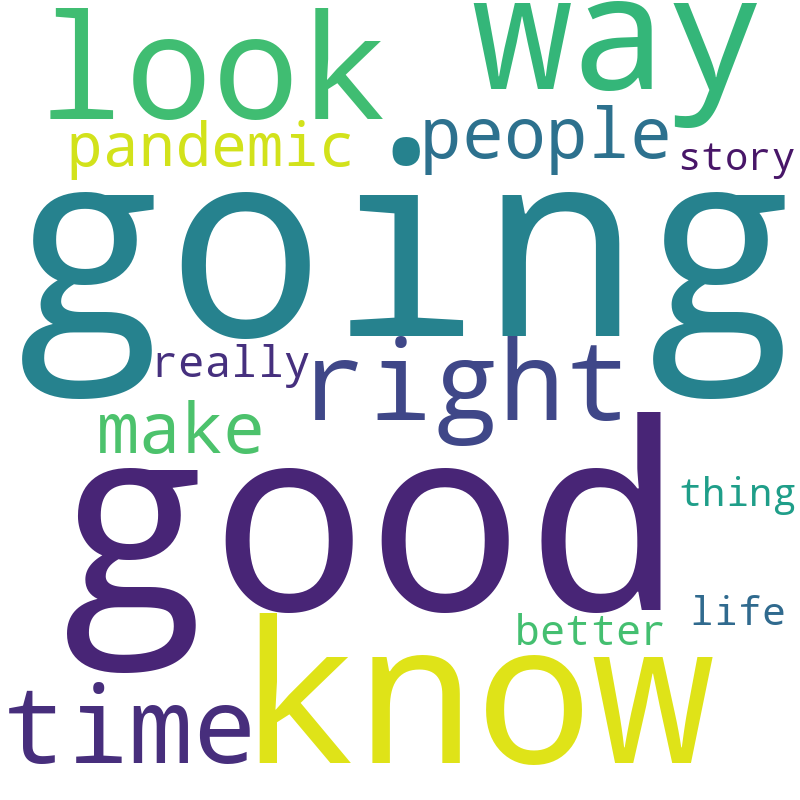 look way
pandemic people story
going
really right
make
good
thing
life
better
time know